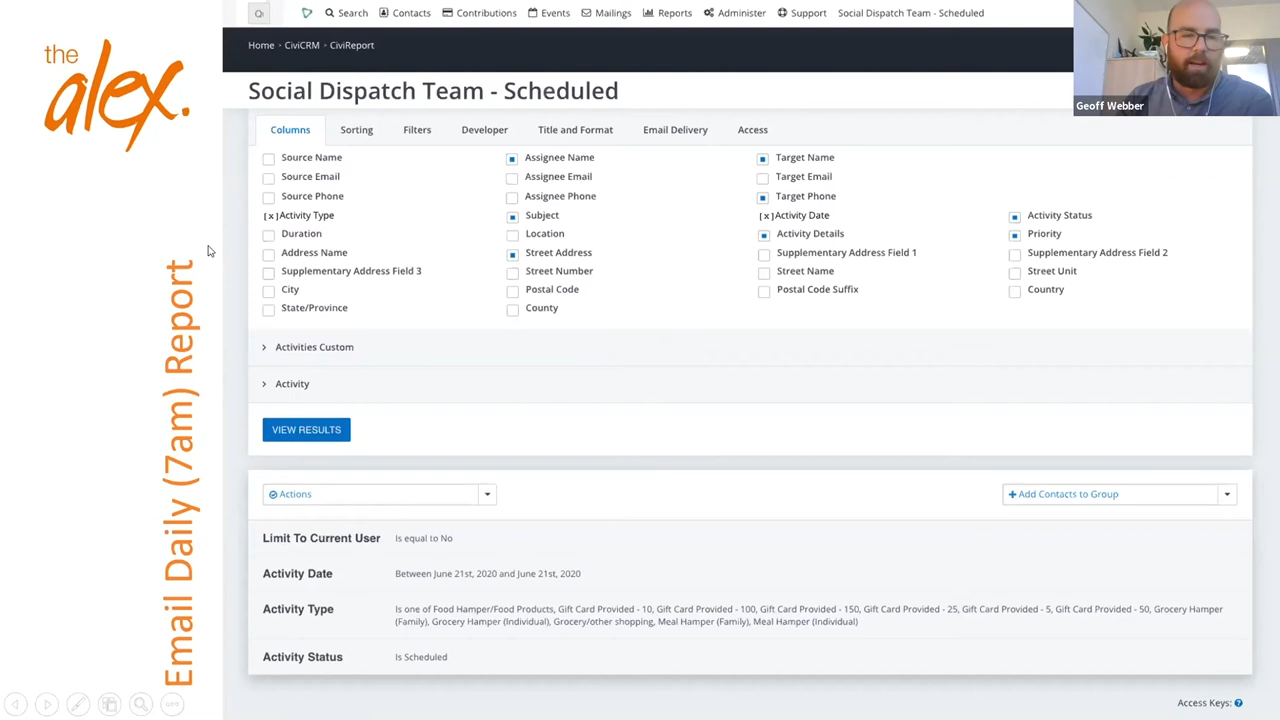 the
alex.
Email Daily (7am) Report
Search
Contacts
Contributions
Events
Mailings
Reports
Administer
Support
Social Dispatch Team - Scheduled
Home > CiviCRM > CiviReport
Geoff Webber
Social Dispatch Team - Scheduled
Columns
Sorting
Filters
Developer
Title and Format
Email Delivery
Access
Source Name
Assignee Name
Target Name
Source Email
Assignee Email
Target Email
Source Phone
Assignee Phone
Target Phone
[x] Activity Type
Subject
[x] Activity Date
Activity Status
Duration
Location
Activity Details
Priority
Address Name
Street Address
Supplementary Address Field 1
Supplementary Address Field 2
Supplementary Address Field 3
Street Number
Street Name
Street Unit
City
Postal Code
Postal Code Suffix
Country
State/Province
County
Activities Custom
Activity
VIEW RESULTS
Actions
Add Contacts to Group
Limit To Current User Is equal to No
Activity Date Between June 21st, 2020 and June 21st, 2020
Activity Type Is one of Food Hamper/Food Products, Gift Card Provided - 10, Gift Card Provided - 100, Gift Card Provided - 150, Gift Card Provided - 25, Gift Card Provided - 5, Gift Card Provided - 50, Grocery Hamper
(Family), Grocery Hamper (Individual), Grocery/other shopping, Meal Hamper (Family), Meal Hamper (Individual)
Activity Status Is Scheduled
Access Keys: ?